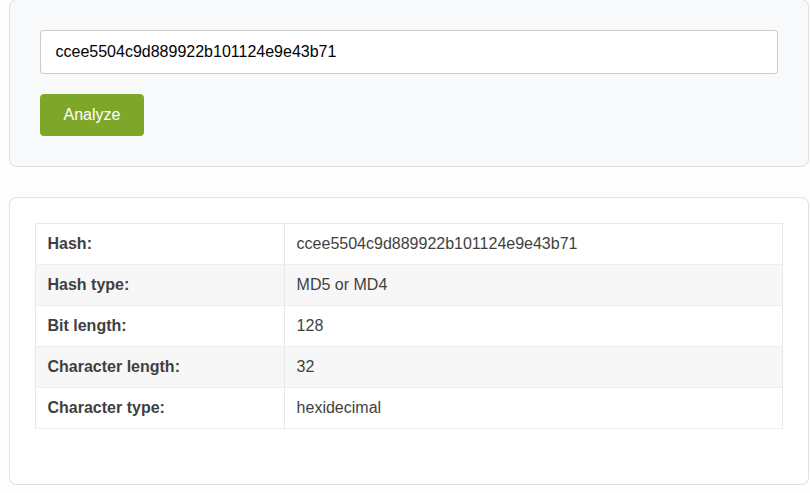 ccee5504c9d889922b101124e9e43b71
Analyze
Hash: ccee5504c9d889922b101124e9e43b71
Hash type: MD5 or MD4
Bit length: 128
Character length: 32
Character type: hexidecimal